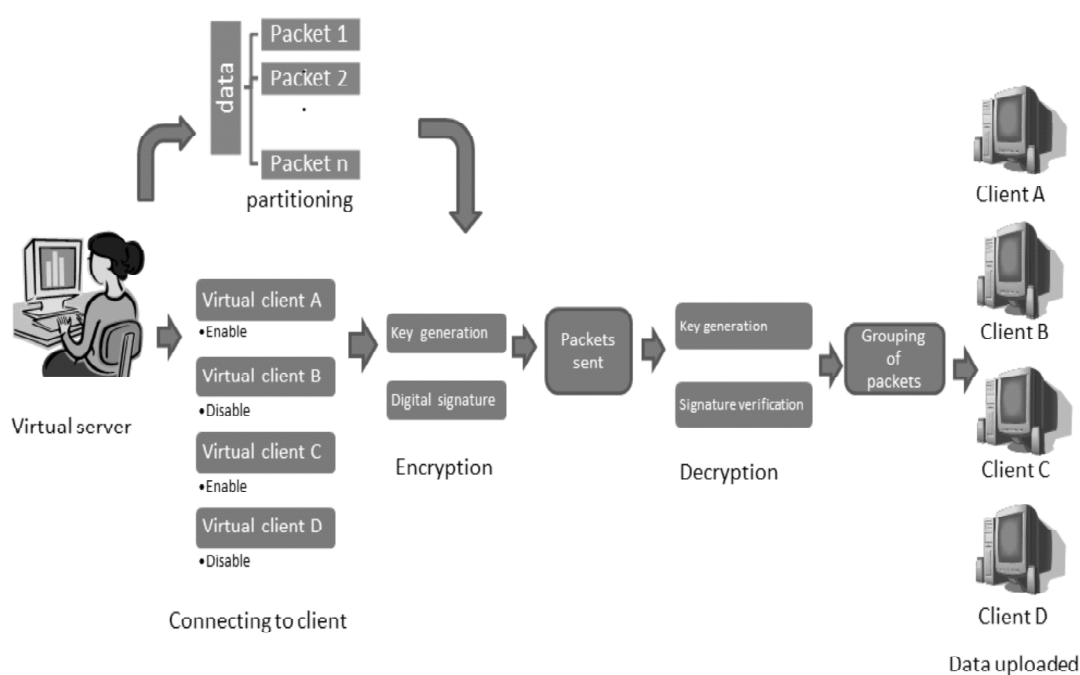 data
Packet 1
Packet 2
Packet n
partitioning
Virtual server
Virtual client A
•Enable
Virtual client B
•Disable
Virtual client C
•Enable
Virtual client D
•Disable
Connecting to client
Key generation
Digital signature
Encryption
Packets
sent
Key generation
Signature verification
Decryption
Grouping
of
packets
Client A
Client B
Client C
Client D
Data uploaded